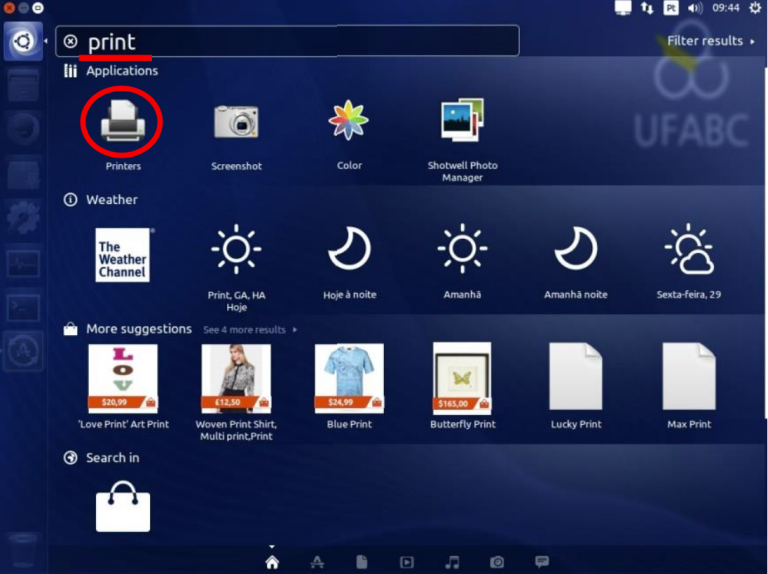 Pt 09:44
print
Filter results
Applications
UFABC
Printers Screenshot Color Shotwell Photo
Manager
Weather
The
Weather
Channel
Print, GA, HA Hoje à noite Amanhã Amanhã noite Sexta-feira, 29
Hoje
More suggestions See 4 more results
L
O
V
$20,99 £12,50 $24,99 $165,00
'Love Print' Art Print Woven Print Shirt, Blue Print Butterfly Print Lucky Print Max Print
Multi print,Print
Search in